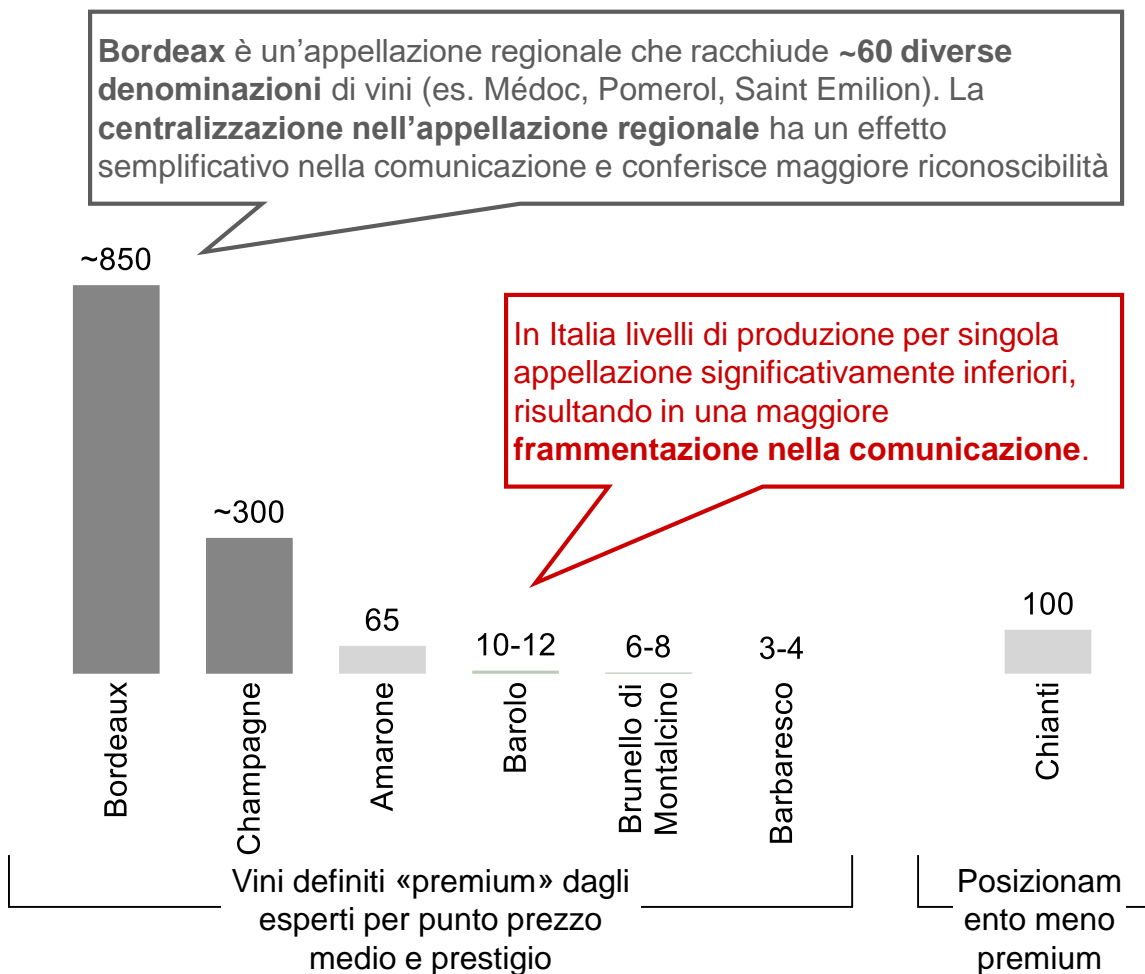 Bordeax è un’appellazione regionale che racchiude ~60 diverse
denominazioni di vini (es. Médoc, Pomerol, Saint Emilion). La
centralizzazione nell’appellazione regionale ha un effetto
semplificativo nella comunicazione e conferisce maggiore riconoscibilità
~850
In Italia livelli di produzione per singola
appellazione significativamente inferiori,
risultando in una maggiore
frammentazione nella comunicazione.
~300
65
10-12
6-8
3-4
100
Bordeaux
Champagne
Amarone
Barolo
Brunello di
Montalcino
Barbaresco
Chianti
Vini definiti «premium» dagli
esperti per punto prezzo
medio e prestigio
Posizionam
ento meno
premium